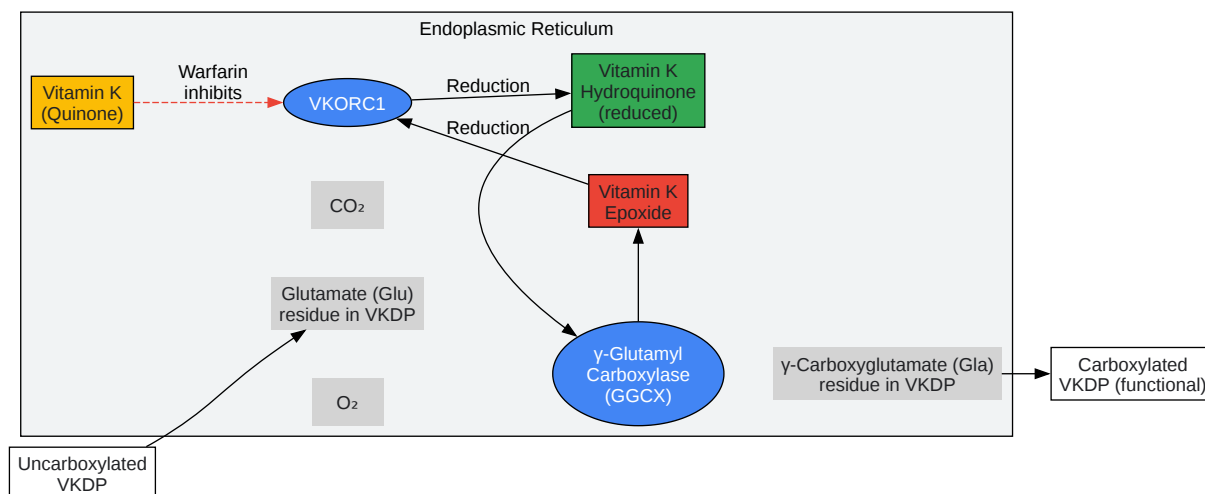 Endoplasmic Reticulum
Vitamin K
(Quinone)
Warfarin
inhibits
VKORC1
Reduction
Vitamin K
Hydroquinone
(reduced)
Reduction
Vitamin K
Epoxide
CO₂
Glutamate (Glu)
residue in VKDP
γ-Glutamyl
Carboxylase
(GGCX)
γ-Carboxyglutamate (Gla)
residue in VKDP
Carboxylated
VKDP (functional)
O₂
Uncarboxylated
VKDP